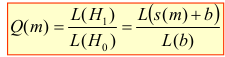 Q(m) = L(H₁) / L(H₀) = L(s(m) + b) / L(b)